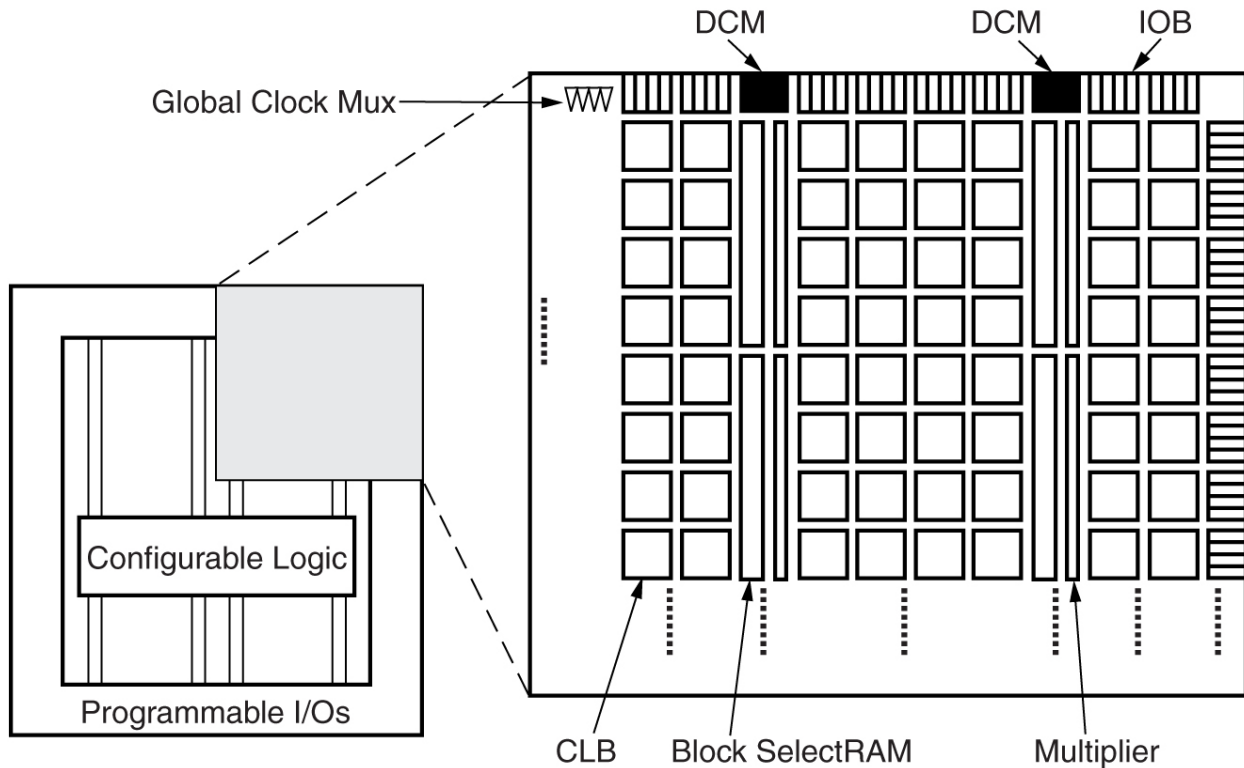 DCM
DCM
IOB
Global Clock Mux
Configurable Logic
Programmable I/Os
CLB
Block SelectRAM
Multiplier